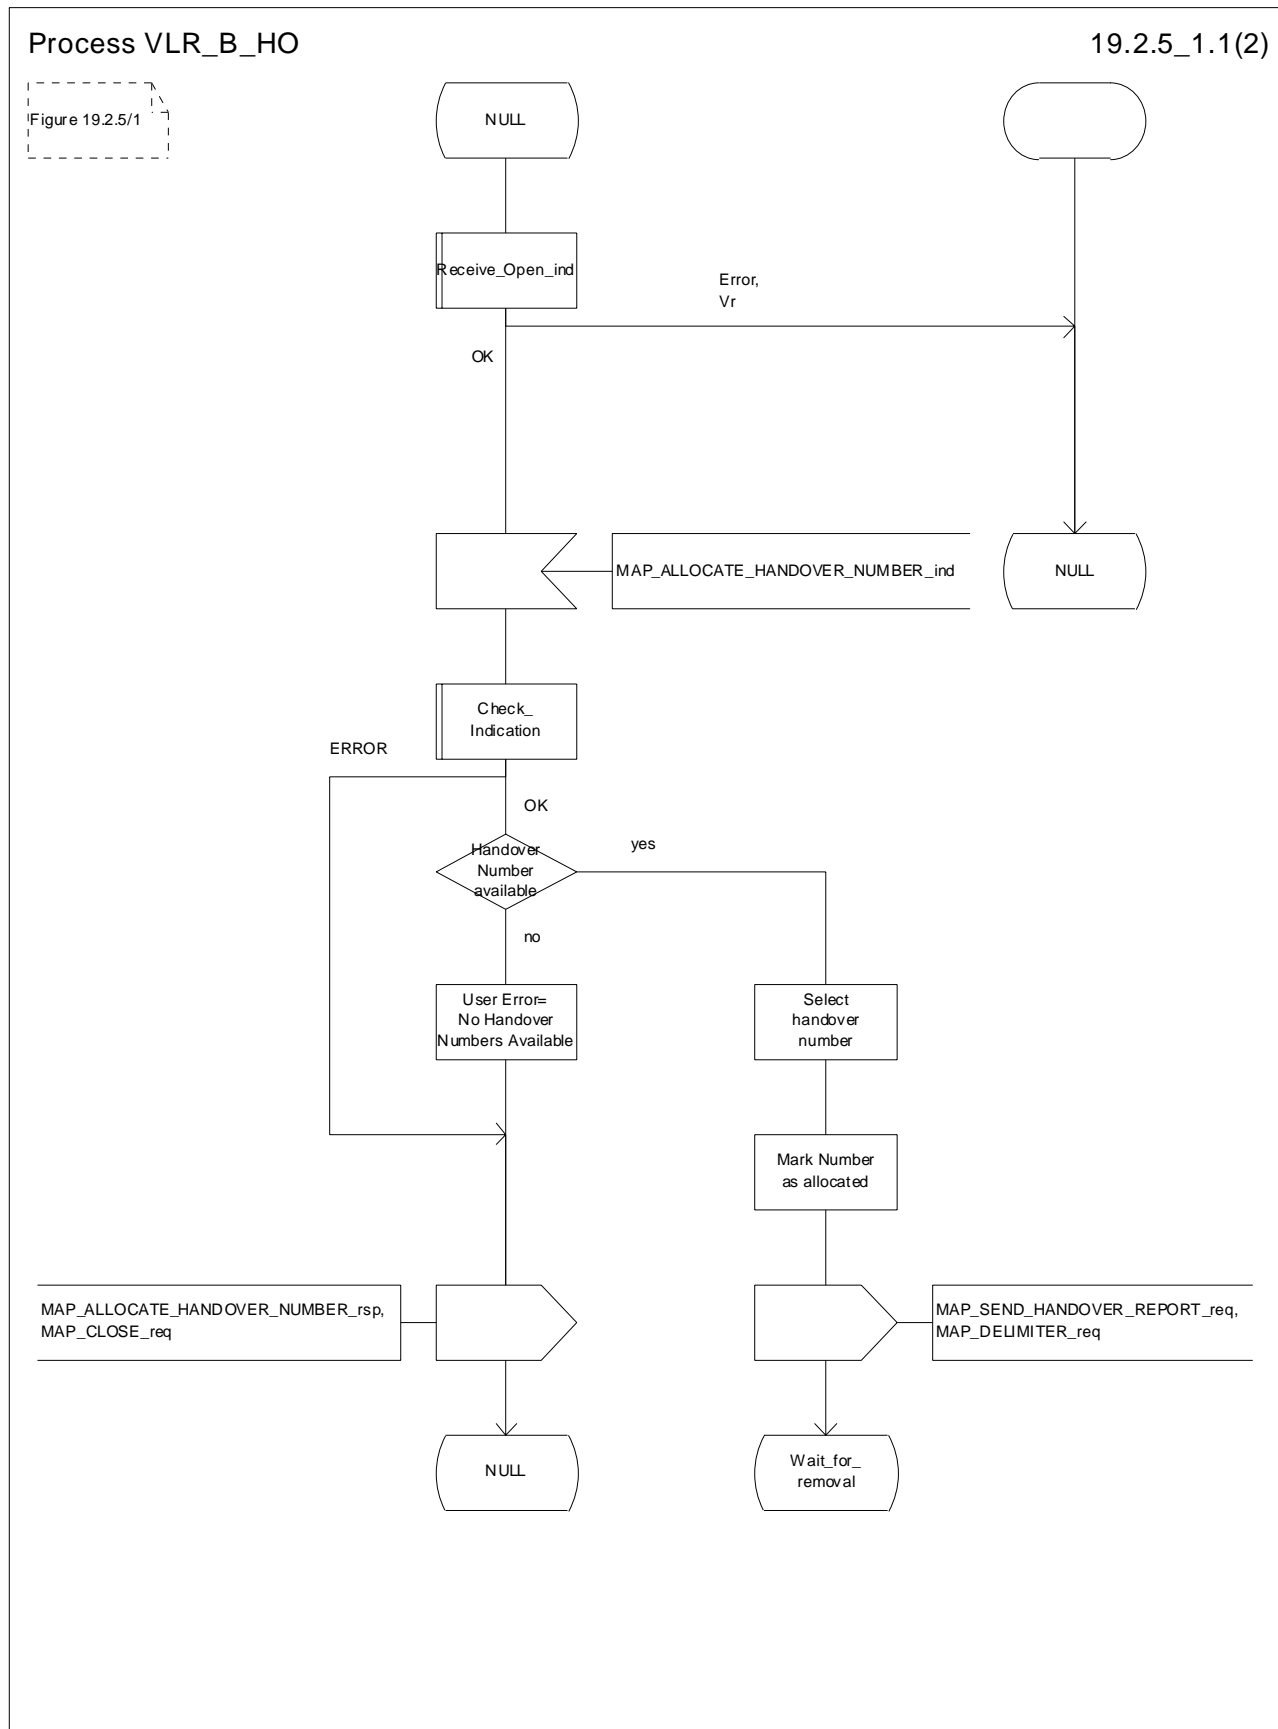 Process VLR_B_HO
19.2.5_1.1(2)
Figure 19.2.5/1
NULL
Receive_Open_ind
Error,
Vr
OK
MAP_ALLOCATE_HANDOVER_NUMBER_ind
NULL
Check_
Indication
ERROR
OK
Handover
Number
available
yes
no
User Error=
No Handover
Numbers Available
Select
handover
number
Mark Number
as allocated
MAP_ALLOCATE_HANDOVER_NUMBER_rsp,
MAP_CLOSE_req
MAP_SEND_HANDOVER_REPORT_req,
MAP_DELIMITER_req
NULL
Wait_for_
removal